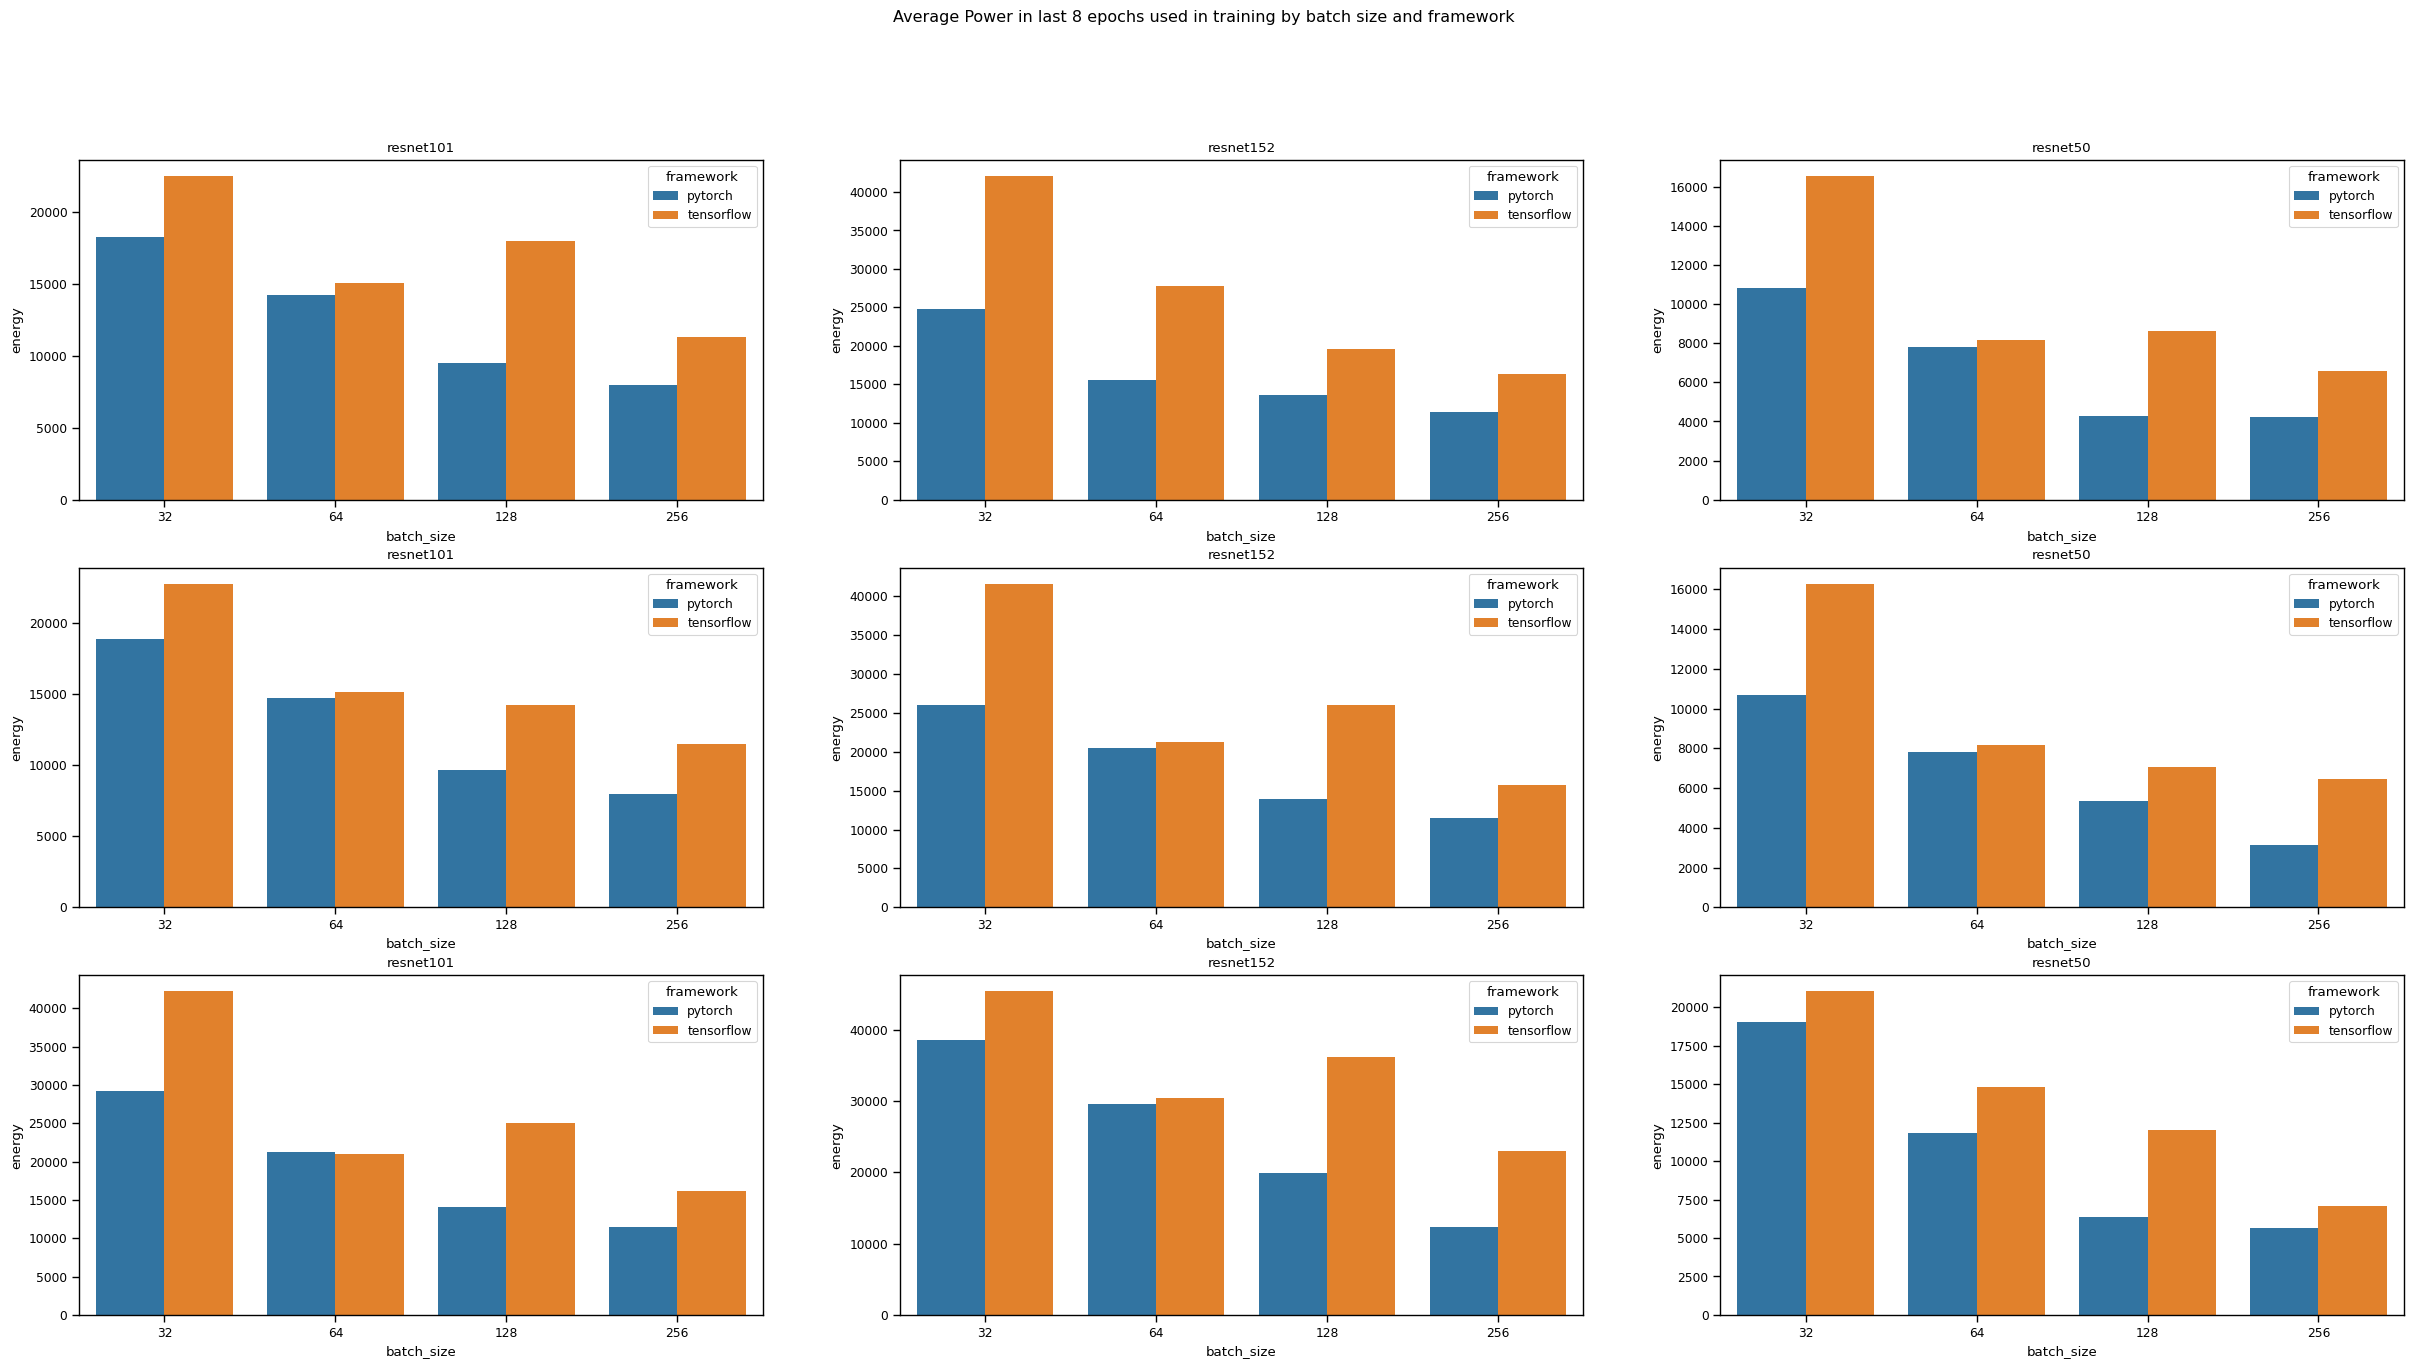 Average Power in last 8 epochs used in training by batch size and framework
resnet101
energy
20000
15000
10000
5000
0
32 64 128 256
batch_size
framework
pytorch
tensorflow
resnet152
energy
40000
35000
30000
25000
20000
15000
10000
5000
0
32 64 128 256
batch_size
framework
pytorch
tensorflow
resnet50
energy
16000
14000
12000
10000
8000
6000
4000
2000
0
32 64 128 256
batch_size
framework
pytorch
tensorflow
resnet101
energy
20000
15000
10000
5000
0
32 64 128 256
batch_size
framework
pytorch
tensorflow
resnet152
energy
40000
35000
30000
25000
20000
15000
10000
5000
0
32 64 128 256
batch_size
framework
pytorch
tensorflow
resnet50
energy
16000
14000
12000
10000
8000
6000
4000
2000
0
32 64 128 256
batch_size
framework
pytorch
tensorflow
resnet101
energy
40000
35000
30000
25000
20000
15000
10000
5000
0
32 64 128 256
batch_size
framework
pytorch
tensorflow
resnet152
energy
40000
30000
20000
10000
0
32 64 128 256
batch_size
framework
pytorch
tensorflow
resnet50
energy
20000
17500
15000
12500
10000
7500
5000
2500
0
32 64 128 256
batch_size
framework
pytorch
tensorflow